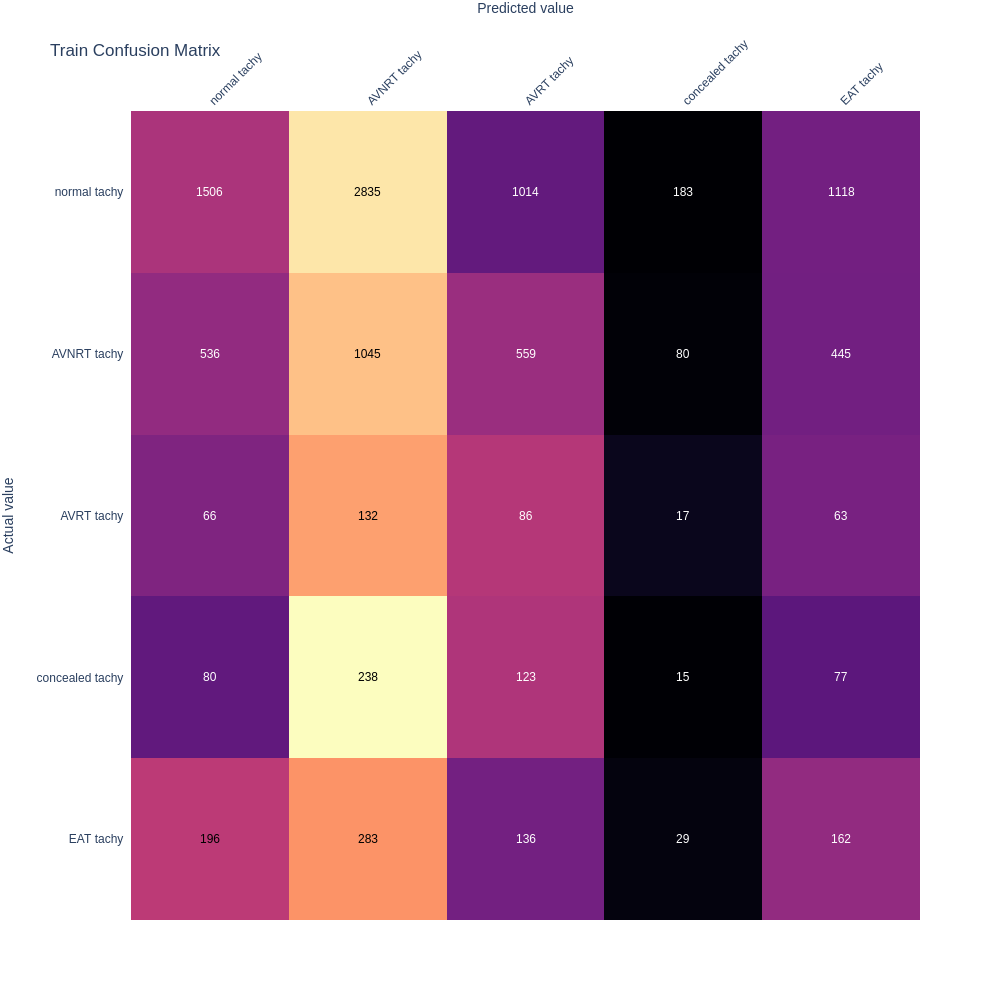 Predicted value
Train Confusion Matrix
normal tachy AVNRT tachy AVRT tachy concealed tachy EAT tachy
normal tachy 1506 2835 1014 183 1118
AVNRT tachy 536 1045 559 80 445
Actual value
AVRT tachy 66 132 86 17 63
concealed tachy 80 238 123 15 77
EAT tachy 196 283 136 29 162